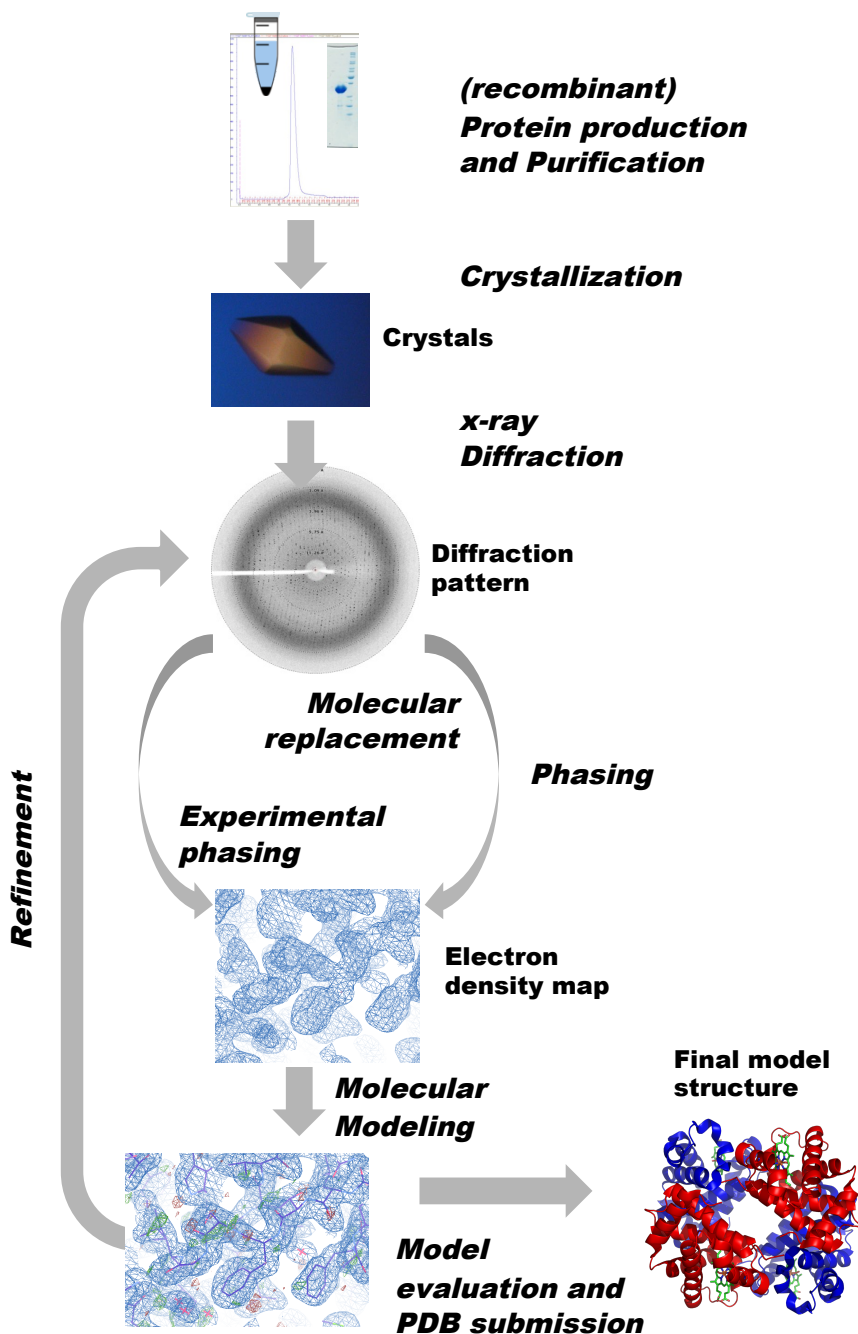 (recombinant)
Protein production
and Purification
Crystallization
Crystals
x-ray
Diffraction
Diffraction
pattern
Molecular
replacement
Phasing
Experimental
phasing
Refinement
Electron
density map
Molecular
Modeling
Final model
structure
Model
evaluation and
PDB submission